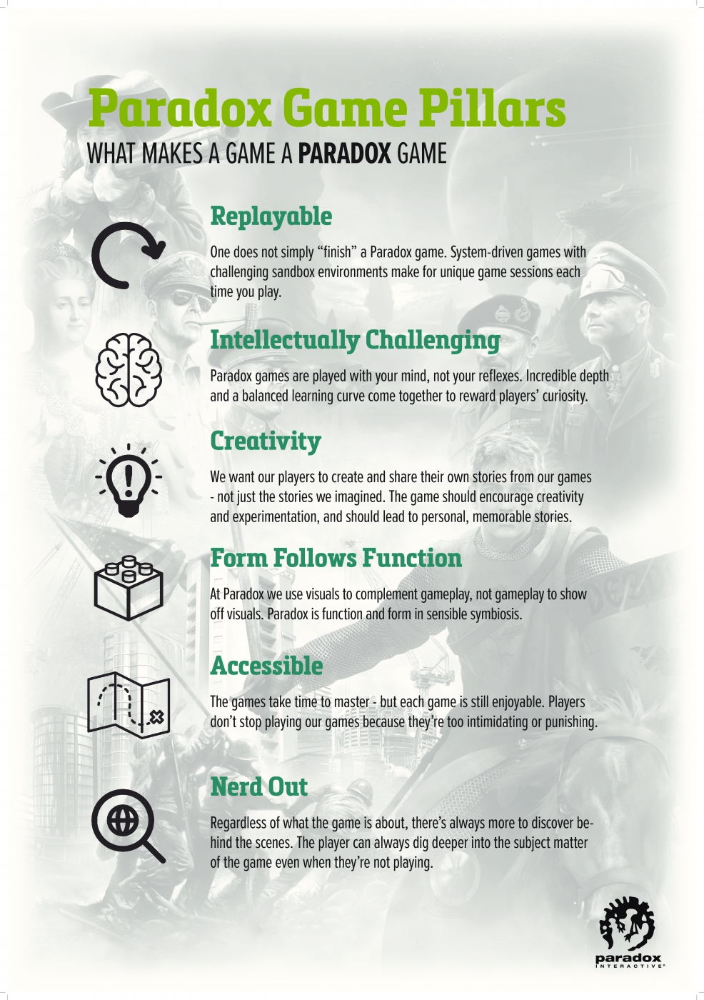 Paradox Game Pillars
WHAT MAKES A GAME A PARADOX GAME
Replayable
One does not simply “finish” a Paradox game. System-driven games with
challenging sandbox environments make for unique game sessions each
time you play.
Intellectually Challenging
Paradox games are played with your mind, not your reflexes. Incredible depth
and a balanced learning curve come together to reward players’ curiosity.
Creativity
We want our players to create and share their own stories from our games
- not just the stories we imagined. The game should encourage creativity
and experimentation, and should lead to personal, memorable stories.
Form Follows Function
At Paradox we use visuals to complement gameplay, not gameplay to show
off visuals. Paradox is function and form in sensible symbiosis.
Accessible
The games take time to master - but each game is still enjoyable. Players
don’t stop playing our games because they’re too intimidating or punishing.
Nerd Out
Regardless of what the game is about, there’s always more to discover be-
hind the scenes. The player can always dig deeper into the subject matter
of the game even when they’re not playing.
paradox
INTERACTIVE®